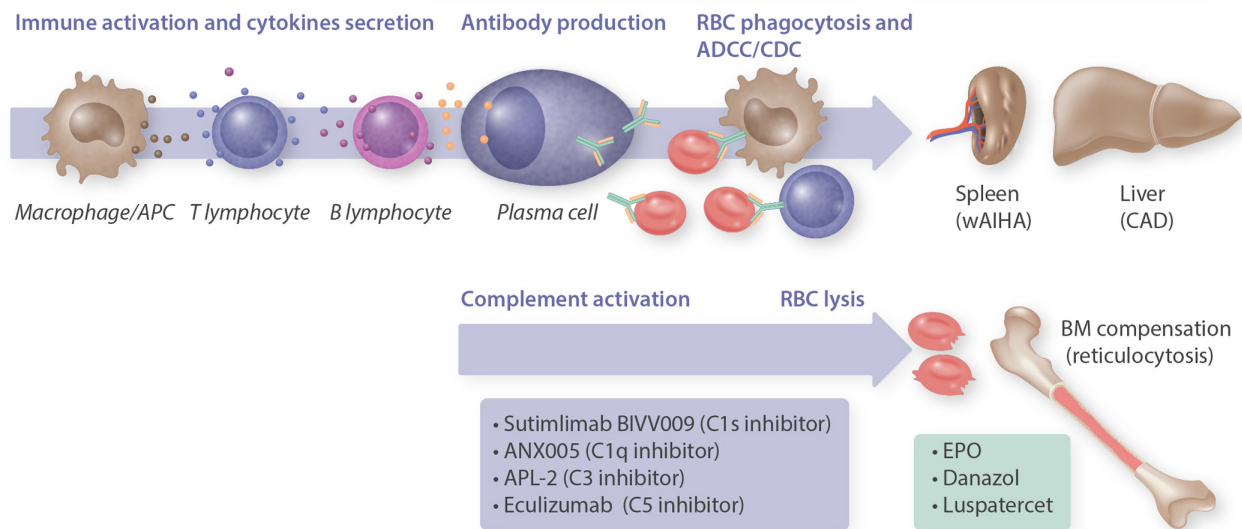 Immune activation and cytokines secretion
Antibody production
RBC phagocytosis and
ADCC/CDC
Macrophage/APC
T lymphocyte
B lymphocyte
Plasma cell
Spleen
(wAIHA)
Liver
(CAD)
Complement activation
RBC lysis
BM compensation
(reticulocytosis)
• Sutimlimab BIVV009 (C1s inhibitor)
• ANX005 (C1q inhibitor)
• APL-2 (C3 inhibitor)
• Eculizumab (C5 inhibitor)
• EPO
• Danazol
• Luspatercet